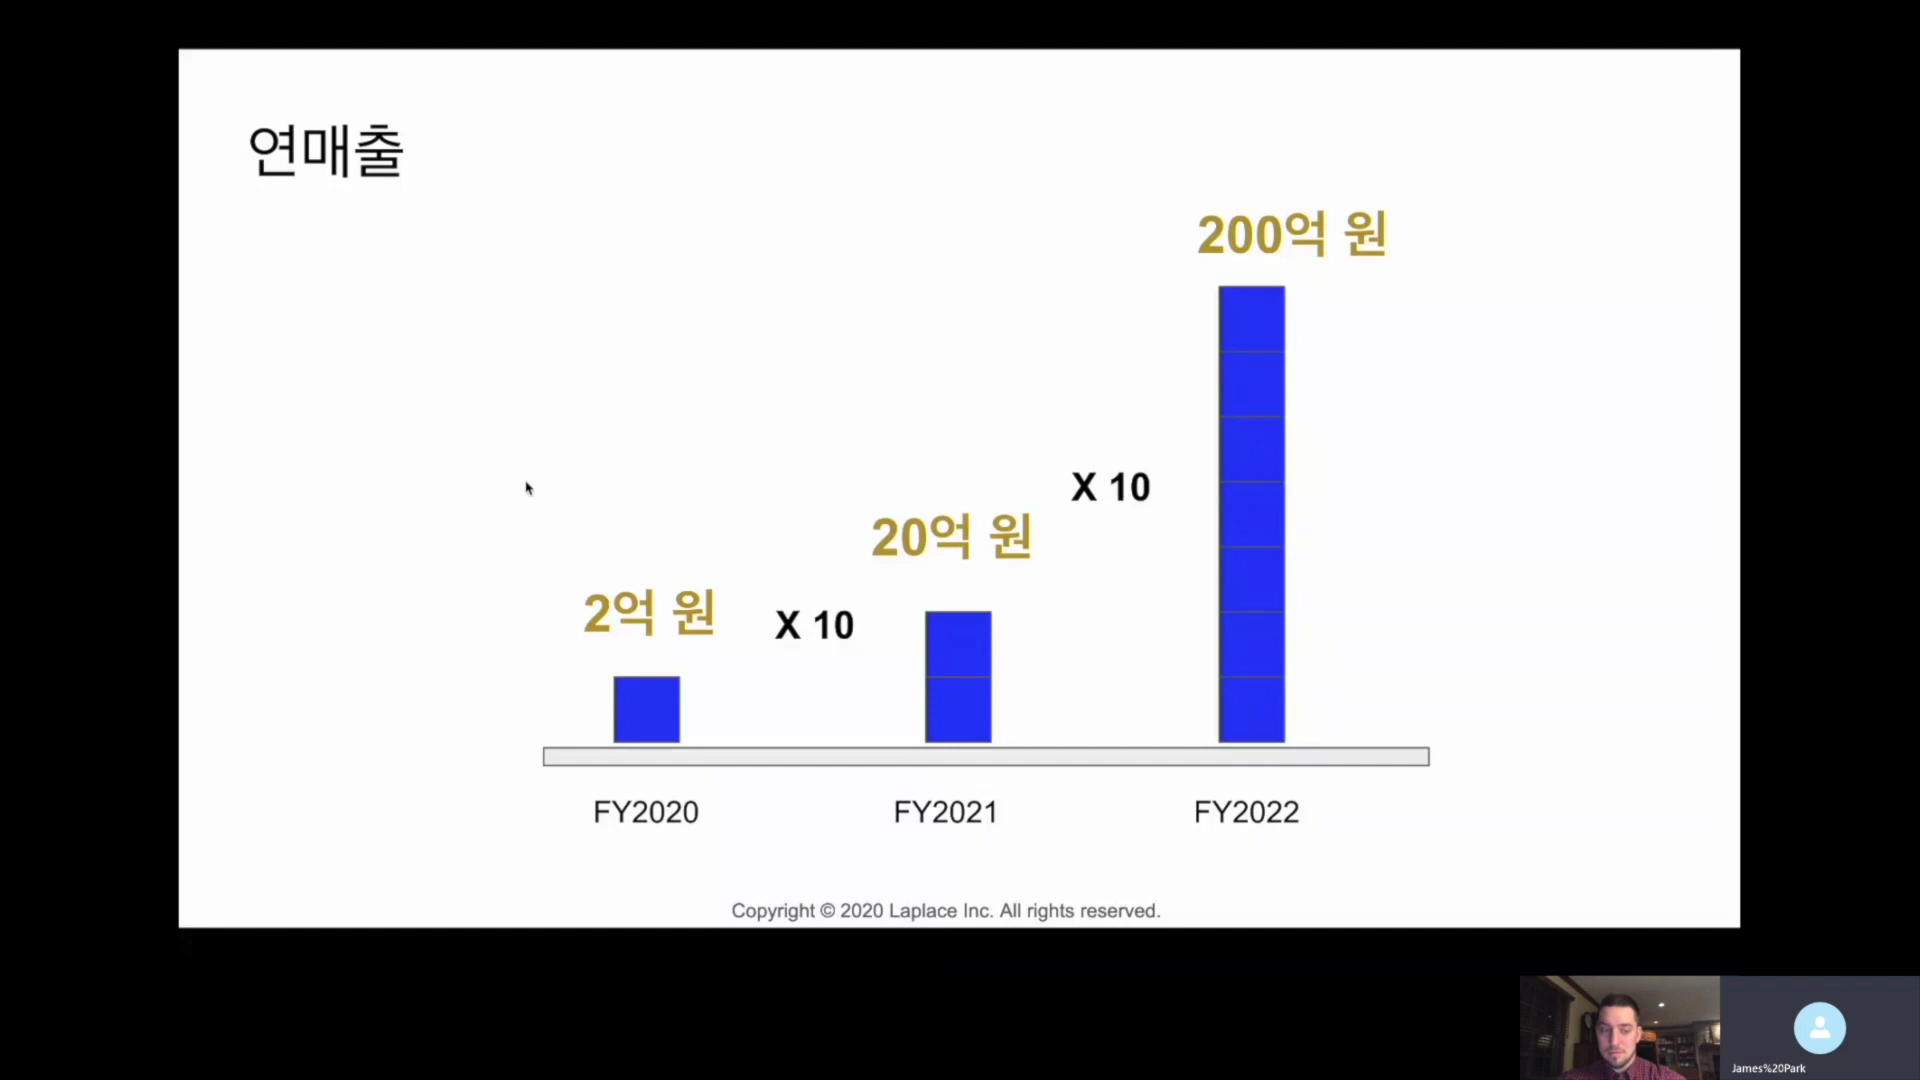 연매출
200억 원
X 10
20억 원
2억 원
X 10
FY2020
FY2021
FY2022
Copyright © 2020 Laplace Inc. All rights reserved.
James%20Park